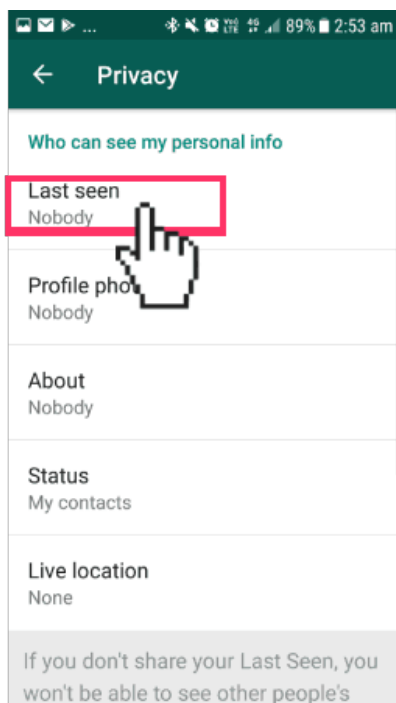 ... 89% 2:53 am
Privacy
Who can see my personal info
Last seen
Nobody
Profile pho
Nobody
About
Nobody
Status
My contacts
Live location
None
If you don't share your Last Seen, you
won't be able to see other people's